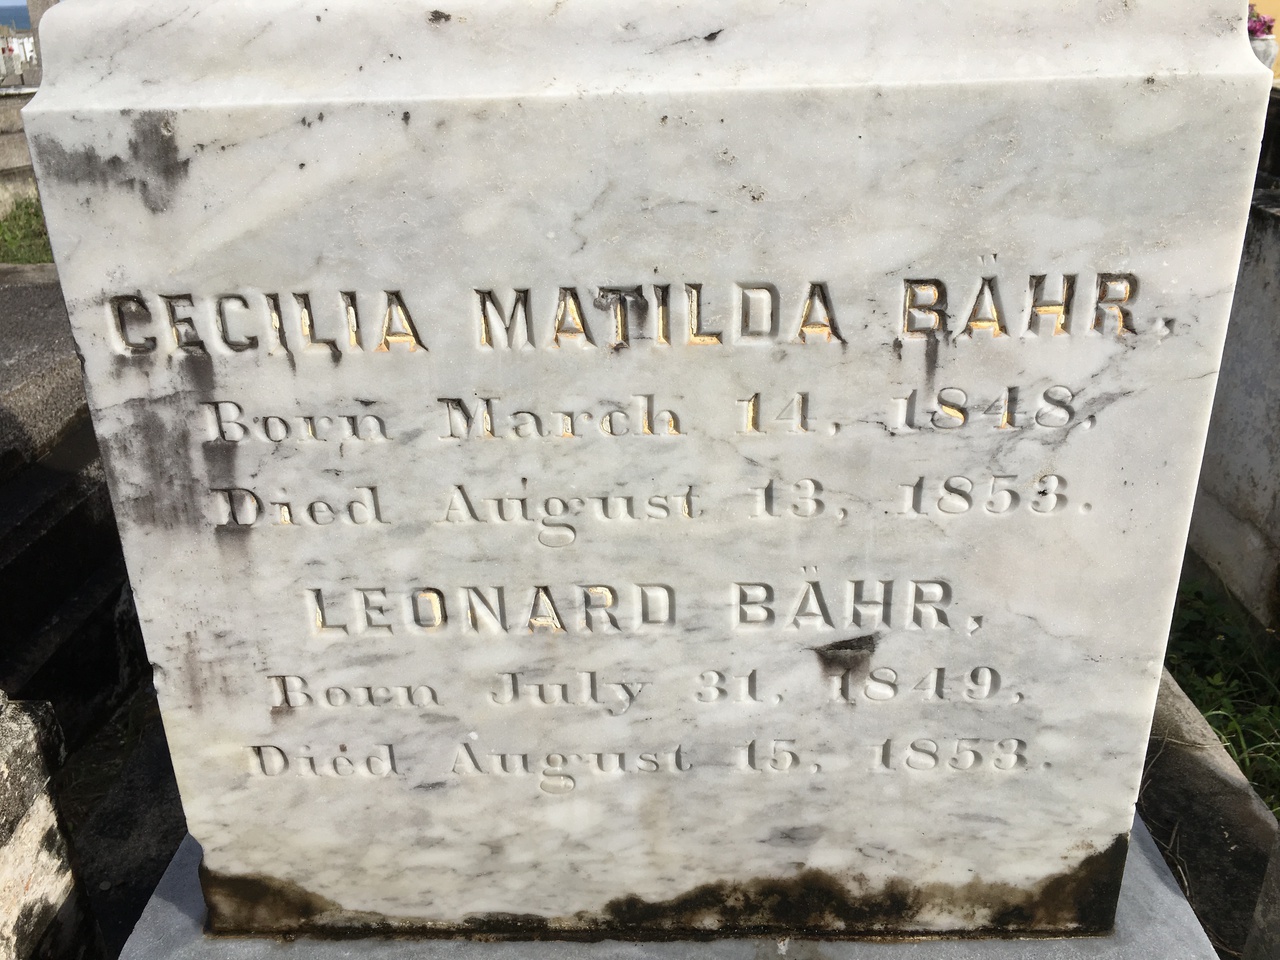 CECILIA MATILDA BÄHR,
Born March 14, 1848,
Died August 13, 1853.
LEONARD BÄHR,
Born July 31, 1849,
Died August 15, 1853.